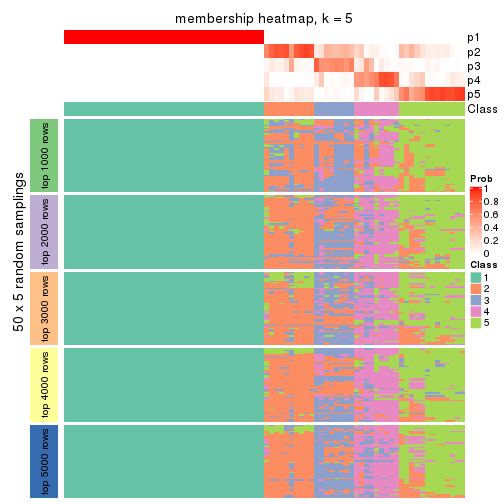 membership heatmap, k = 5
p1
p2
p3
p4
p5
Class
50 x 5 random samplings
top 1000 rows
top 2000 rows
top 3000 rows
top 4000 rows
top 5000 rows
Prob
1
0.8
0.6
0.4
0.2
0
Class
1
2
3
4
5